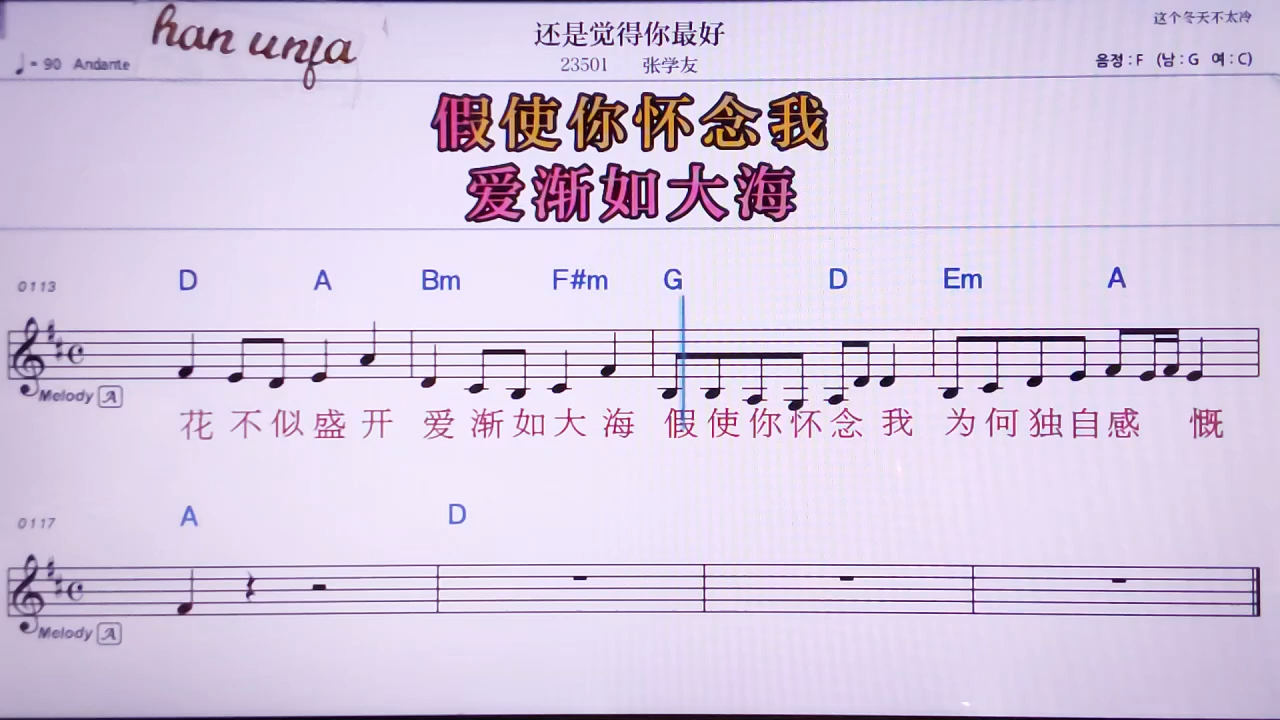 han unfa
这个冬天不太冷
还是觉得你最好
♩= 90 Andante
23501 张学友
음정 : F (남 : G 여 : C)
假使你怀念我
爱渐如大海
0113 D A Bm F#m G D Em A
Melody A
花不似盛开 爱渐如大海 假使你怀念我 为何独自感 慨
0117 A D
Melody A